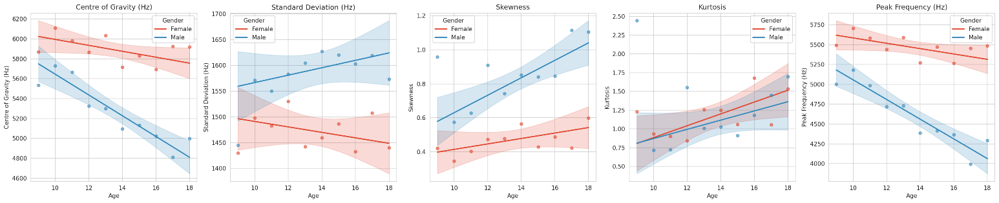 Centre of Gravity (Hz)
Centre of Gravity (Hz)
6200
6000
5800
5600
5400
5200
5000
4800
4600
10
12
14
16
18
Age
Gender
Female
Male
Standard Deviation (Hz)
Standard Deviation (Hz)
1700
1650
1600
1550
1500
1450
1400
10
12
14
16
18
Age
Gender
Female
Male
Skewness
Skewness
1.2
1.0
0.8
0.6
0.4
10
12
14
16
18
Age
Gender
Female
Male
Kurtosis
Kurtosis
2.50
2.25
2.00
1.75
1.50
1.25
1.00
0.75
0.50
10
12
14
16
18
Age
Gender
Female
Male
Peak Frequency (Hz)
Peak Frequency (Hz)
5750
5500
5250
5000
4750
4500
4250
4000
10
12
14
16
18
Age
Gender
Female
Male